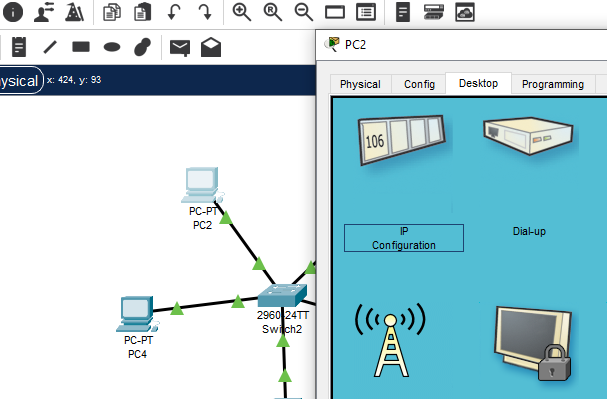 PC2
Physical Config Desktop Programming
ysical x: 424, y: 93
106
PC-PT
PC2
IP
Configuration
Dial-up
2960-24TT
Switch2
PC-PT
PC4